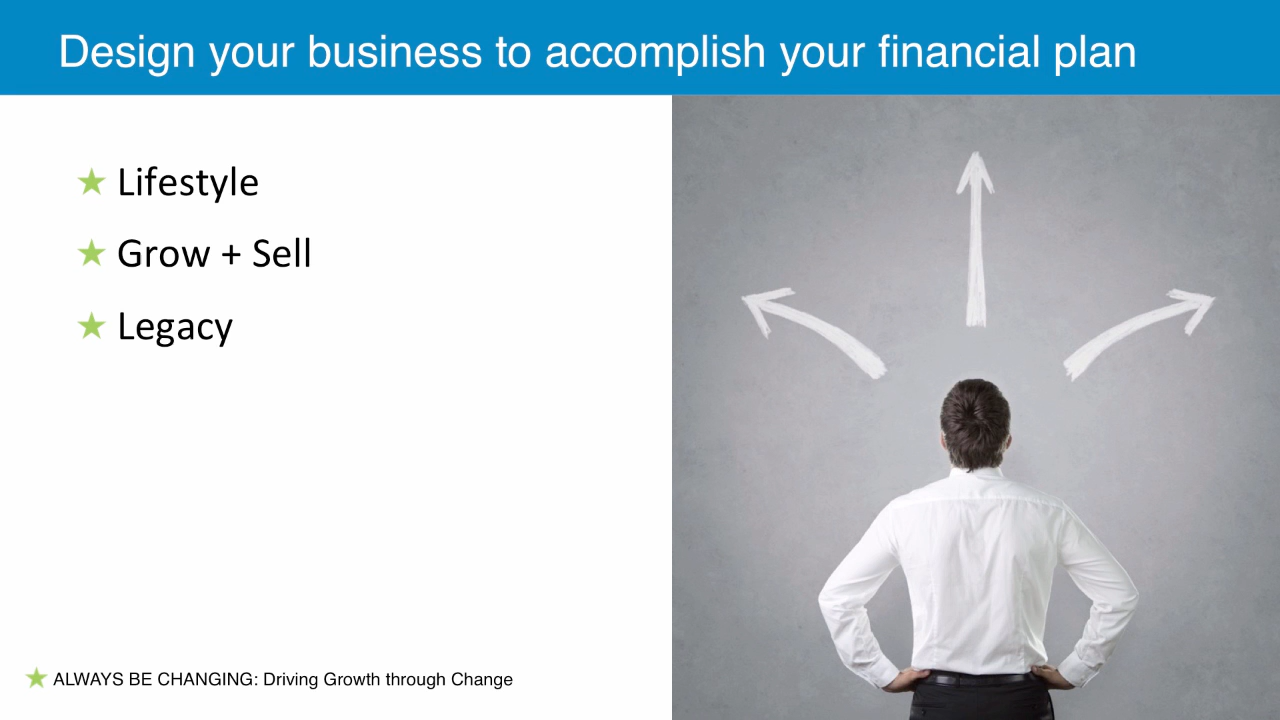 Design your business to accomplish your financial plan
Lifestyle
Grow + Sell
Legacy
ALWAYS BE CHANGING: Driving Growth through Change